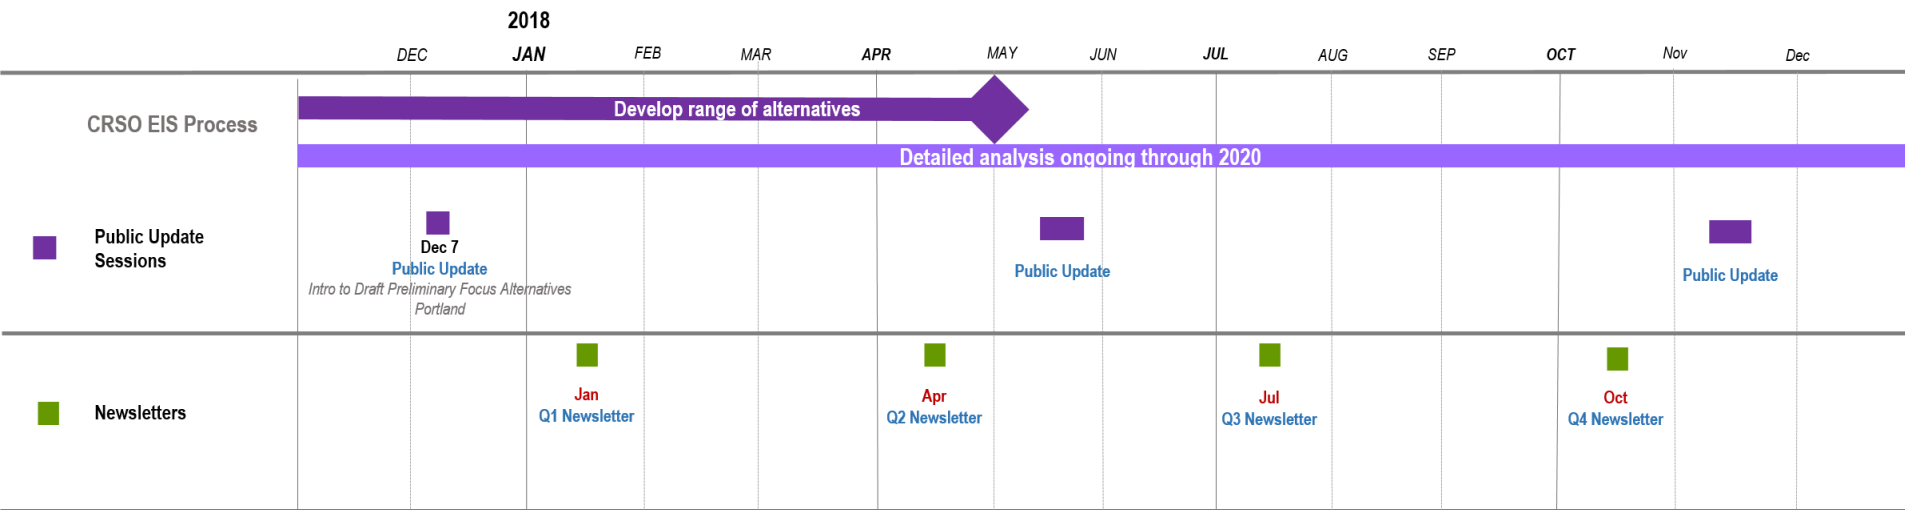 2018
DEC JAN FEB MAR APR MAY JUN JUL AUG SEP OCT Nov Dec
CRSO EIS Process
Develop range of alternatives
Detailed analysis ongoing through 2020
Public Update
Sessions
Dec 7
Public Update
Intro to Draft Preliminary Focus Alternatives
Portland
Public Update
Public Update
Newsletters
Jan
Q1 Newsletter
Apr
Q2 Newsletter
Jul
Q3 Newsletter
Oct
Q4 Newsletter